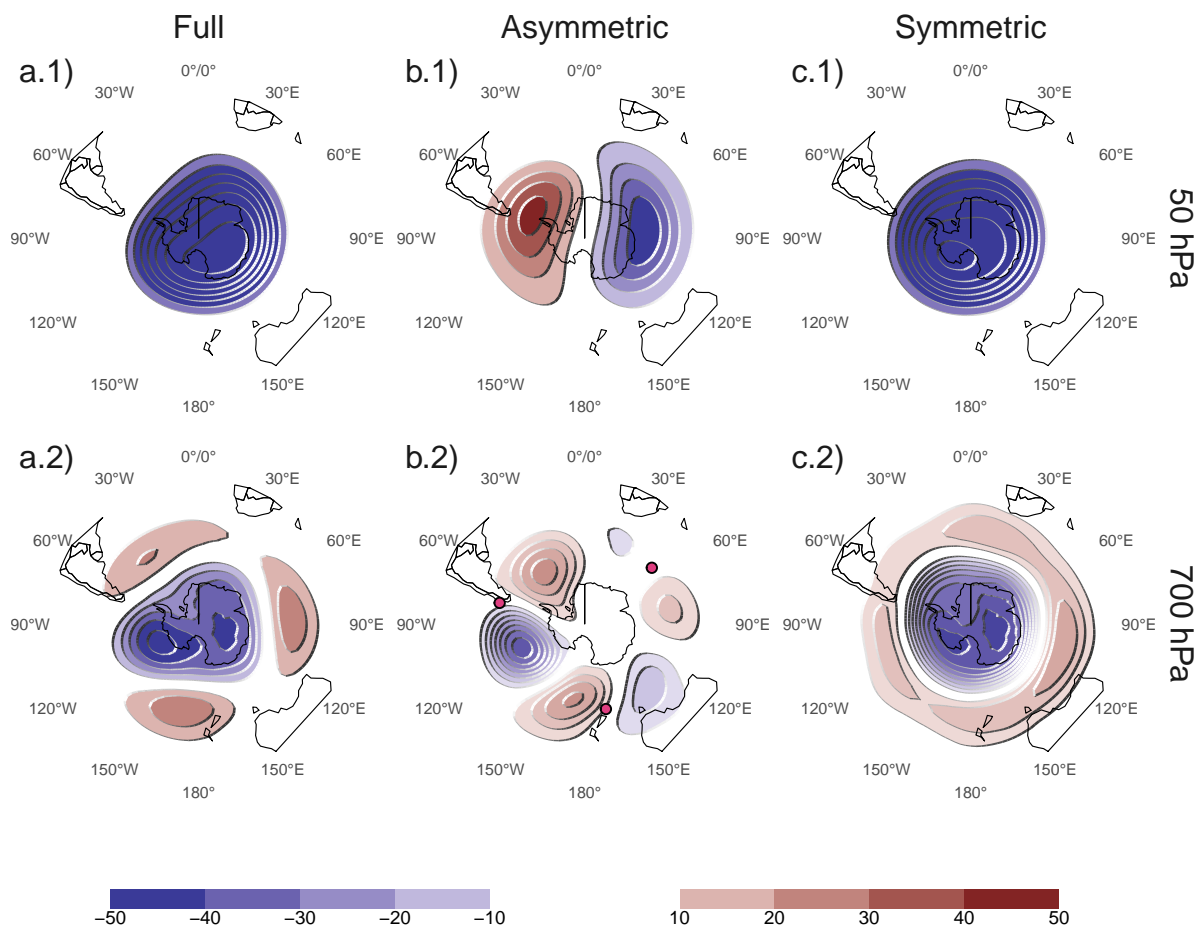 Full Asymmetric Symmetric
a.1) b.1) c.1)
0°/0° 0°/0° 0°/0°
30°W 30°E 30°W 30°E 30°W 30°E
60°W 60°E 60°W 60°E 60°W 60°E
90°W 90°E 90°W 90°E 90°W 90°E
120°W 120°E 120°W 120°E 120°W 120°E
150°W 150°E 150°W 150°E 150°W 150°E
180° 180° 180°
50 hPa
a.2) b.2) c.2)
0°/0° 0°/0° 0°/0°
30°W 30°E 30°W 30°E 30°W 30°E
60°W 60°E 60°W 60°E 60°W 60°E
90°W 90°E 90°W 90°E 90°W 90°E
120°W 120°E 120°W 120°E 120°W 120°E
150°W 150°E 150°W 150°E 150°W 150°E
180° 180° 180°
700 hPa
−50 −40 −30 −20 −10
10 20 30 40 50